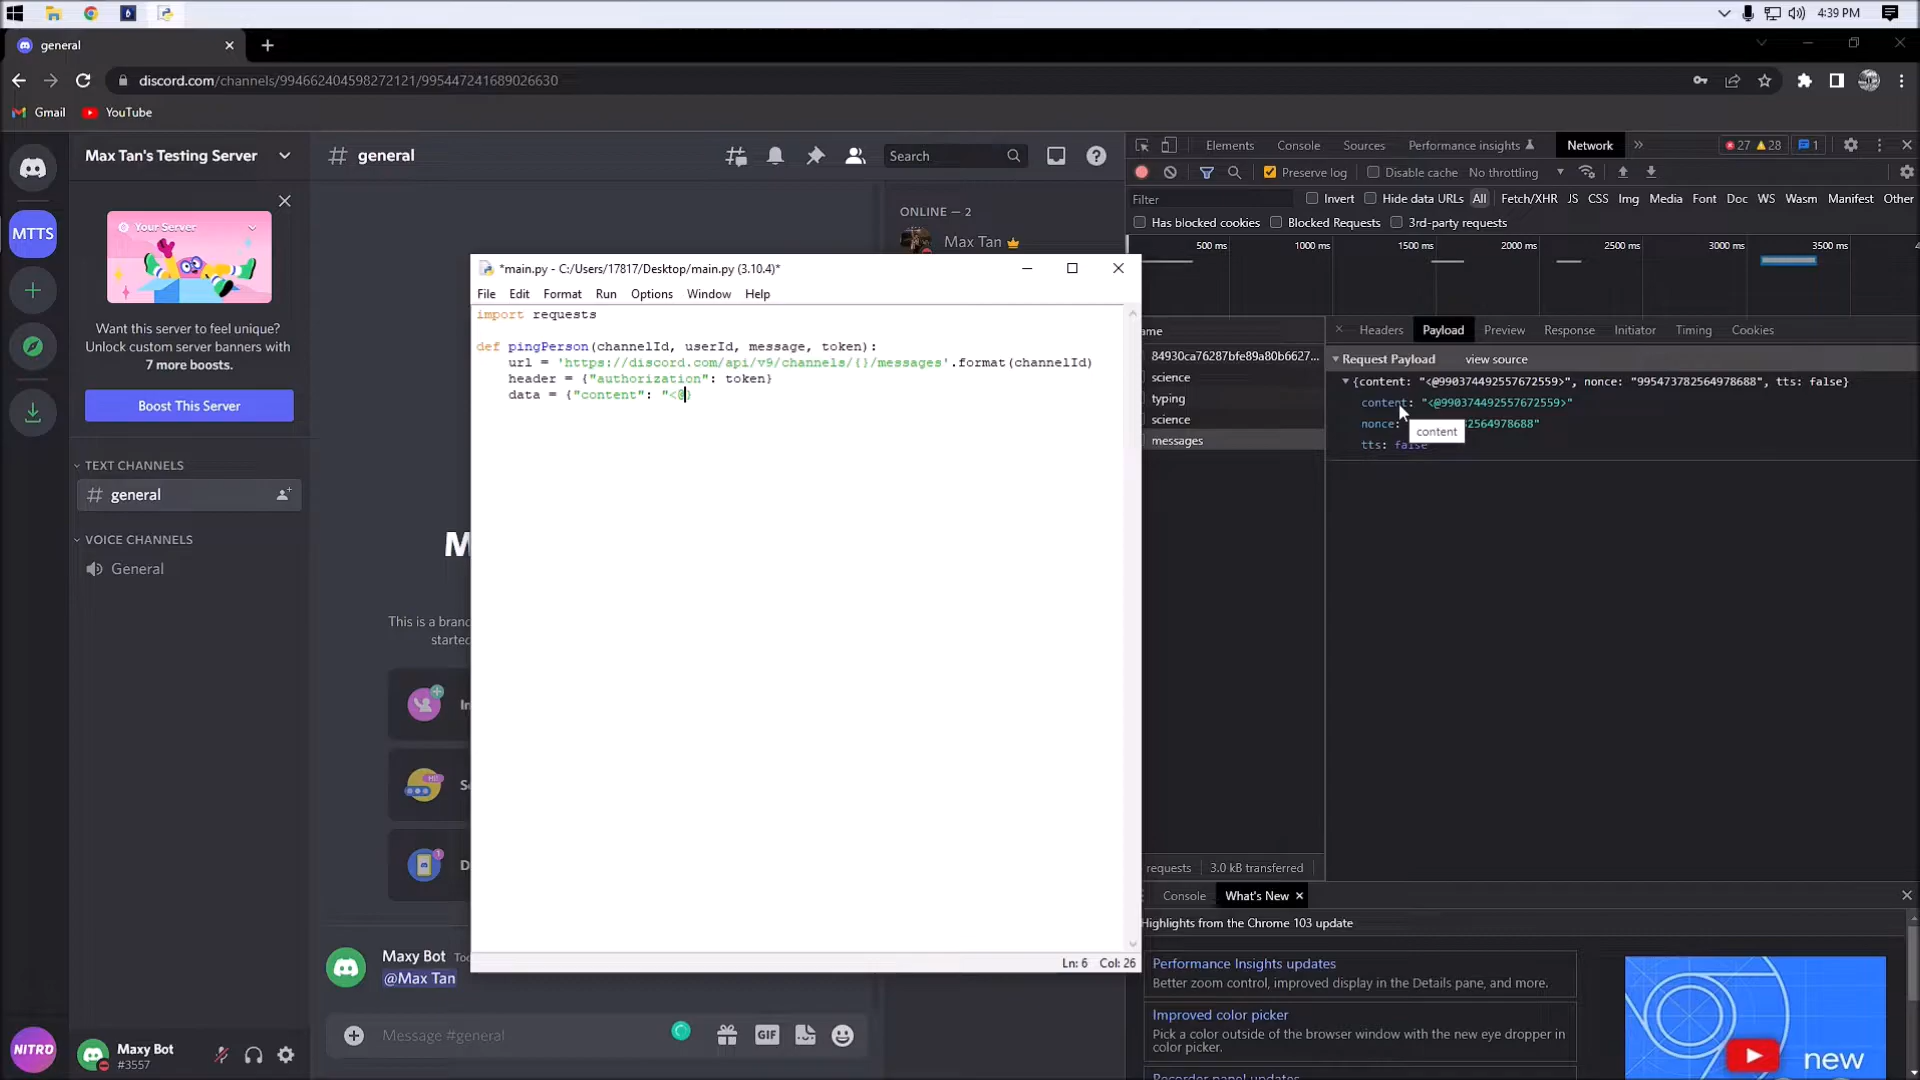 4:39 PM
general
discord.com/channels/994662404598272121/995447241689026630
Gmail
YouTube
Max Tan's Testing Server
# general
Search
MTTS
Your Server
Want this server to feel unique?
Unlock custom server banners with
7 more boosts.
Boost This Server
TEXT CHANNELS
# general
VOICE CHANNELS
General
This is a bran
started
ONLINE — 2
Max Tan
*main.py - C:/Users/17817/Desktop/main.py (3.10.4)*
File Edit Format Run Options Window Help
import requests
def pingPerson(channelId, userId, message, token):
url = 'https://discord.com/api/v9/channels/{}/messages'.format(channelId)
header = {"authorization": token}
data = {"content": "<@}
Ln: 6 Col: 26
Maxy Bot
@Max Tan
Message #general
GIF
NITRO
Maxy Bot
#3557
Elements Console Sources Performance insights Network » 27 28 1
Preserve log Disable cache No throttling
Filter Invert Hide data URLs All Fetch/XHR JS CSS Img Media Font Doc WS Wasm Manifest Other
Has blocked cookies Blocked Requests 3rd-party requests
500 ms 1000 ms 1500 ms 2000 ms 2500 ms 3000 ms 3500 ms
ame
84930ca76287bfe89a80b6627...
science
typing
science
messages
requests 3.0 kB transferred
Headers Payload Preview Response Initiator Timing Cookies
Request Payload view source
{content: "<@990374492557672559>", nonce: "995473782564978688", tts: false}
content: "<@990374492557672559>"
nonce: 82564978688"
content
tts: false
Console What's New
Highlights from the Chrome 103 update
Performance Insights updates
Better zoom control, improved display in the Details pane, and more.
Improved color picker
Pick a color outside of the browser window with the new eye dropper in
color picker.
Recorder panel updates
new